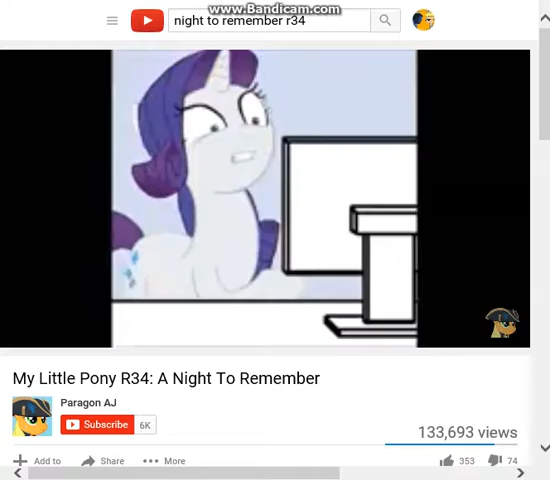 www.Bandicam.com
night to remember r34
My Little Pony R34: A Night To Remember
Paragon AJ
Subscribe 6K
133,693 views
Add to Share More 353 74